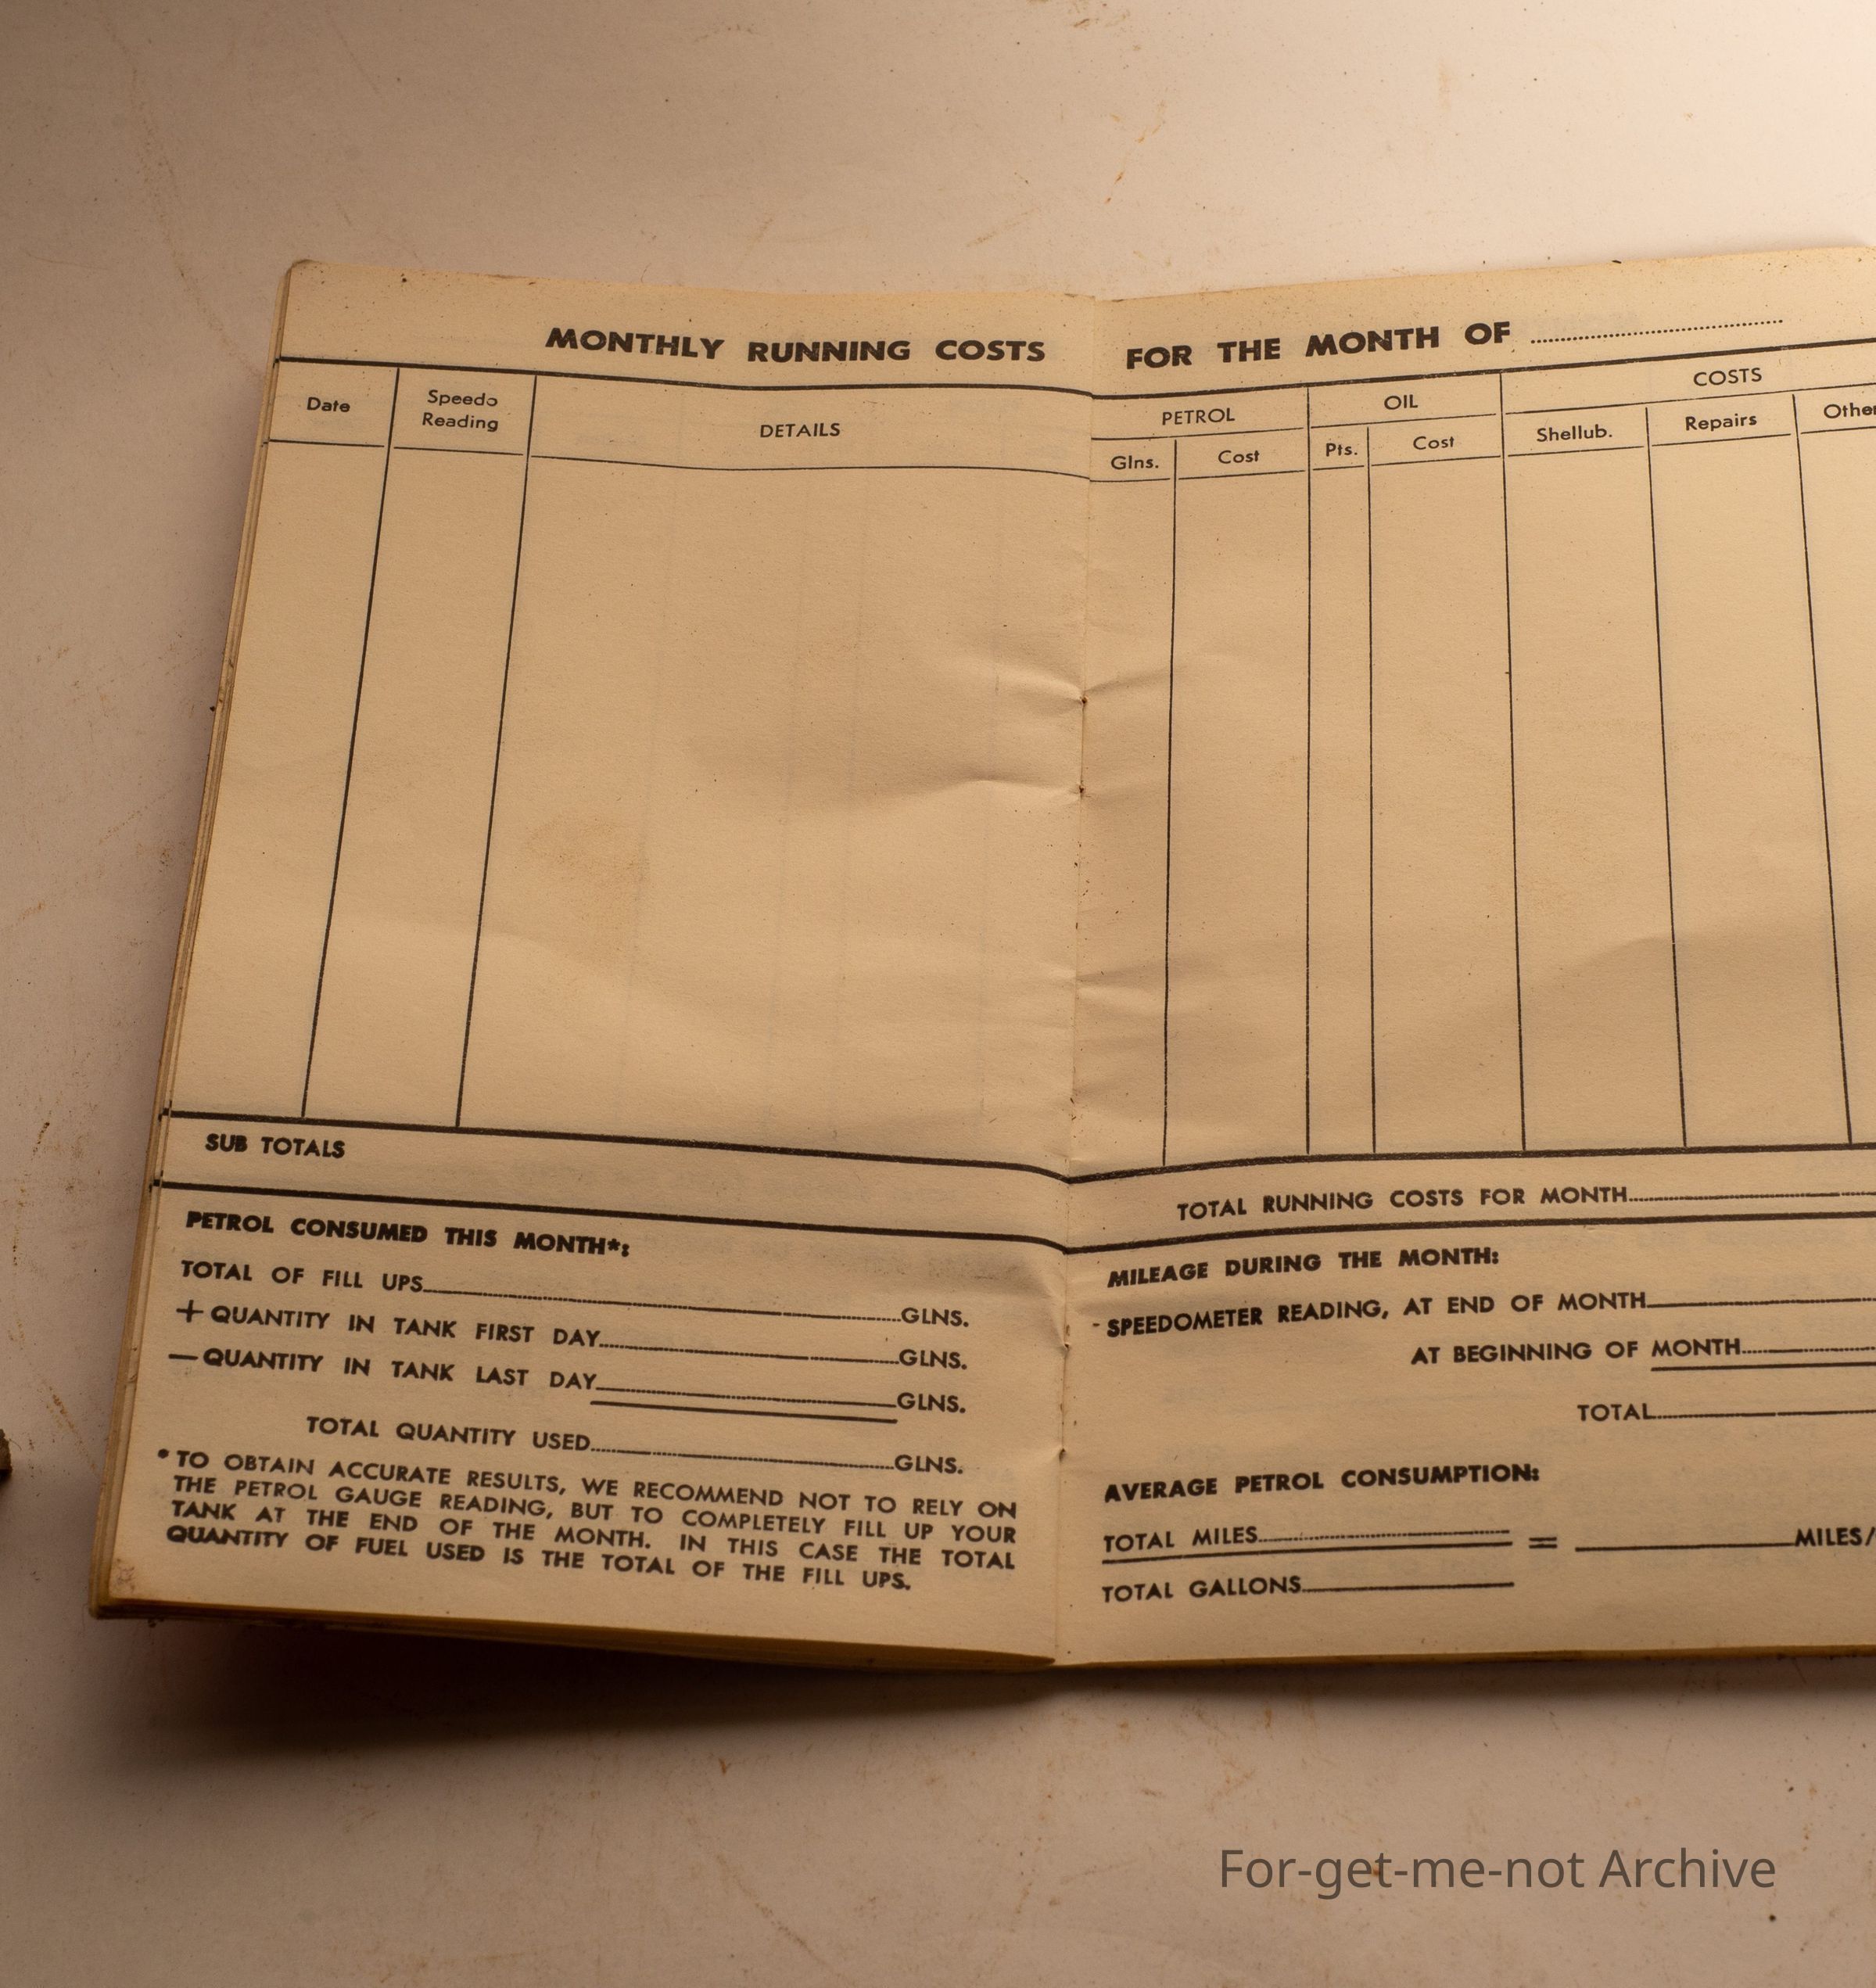 MONTHLY RUNNING COSTS FOR THE MONTH OF
Date Speedo Reading DETAILS PETROL OIL COSTS
Glns. Cost Pts. Cost Shellub. Repairs Other
SUB TOTALS
TOTAL RUNNING COSTS FOR MONTH
PETROL CONSUMED THIS MONTH*:
TOTAL OF FILL UPS GLNS.
+ QUANTITY IN TANK FIRST DAY GLNS.
— QUANTITY IN TANK LAST DAY GLNS.
TOTAL QUANTITY USED GLNS.
* TO OBTAIN ACCURATE RESULTS, WE RECOMMEND NOT TO RELY ON
THE PETROL GAUGE READING, BUT TO COMPLETELY FILL UP YOUR
TANK AT THE END OF THE MONTH. IN THIS CASE THE TOTAL
QUANTITY OF FUEL USED IS THE TOTAL OF THE FILL UPS.
MILEAGE DURING THE MONTH:
- SPEEDOMETER READING, AT END OF MONTH
AT BEGINNING OF MONTH
TOTAL
AVERAGE PETROL CONSUMPTION:
TOTAL MILES = MILES/
TOTAL GALLONS
For-get-me-not Archive